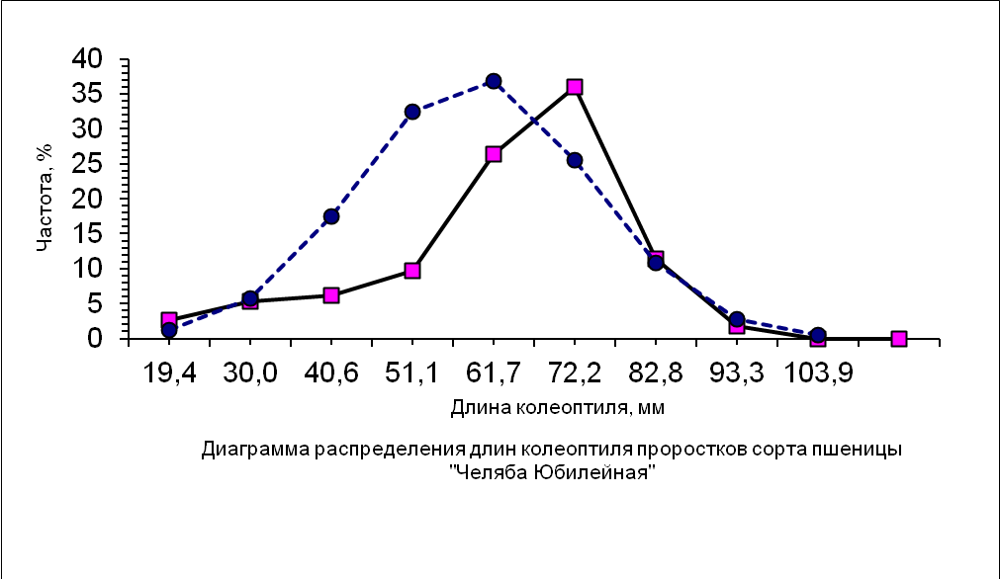 40
35
30
25
20
15
10
5
0
Частота, %
19,4 30,0 40,6 51,1 61,7 72,2 82,8 93,3 103,9
Длина колеоптиля, мм
Диаграмма распределения длин колеоптиля проростков сорта пшеницы
"Челяба Юбилейная"